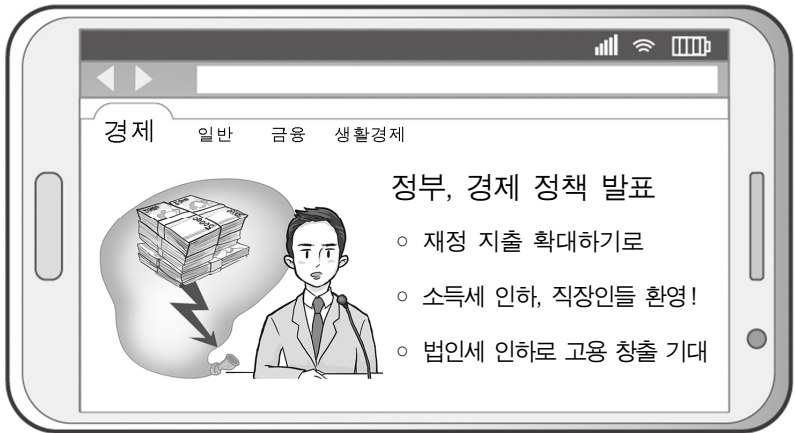 경제 일반 금융 생활경제
정부, 경제 정책 발표
○ 재정 지출 확대하기로
○ 소득세 인하, 직장인들 환영!
○ 법인세 인하로 고용 창출 기대